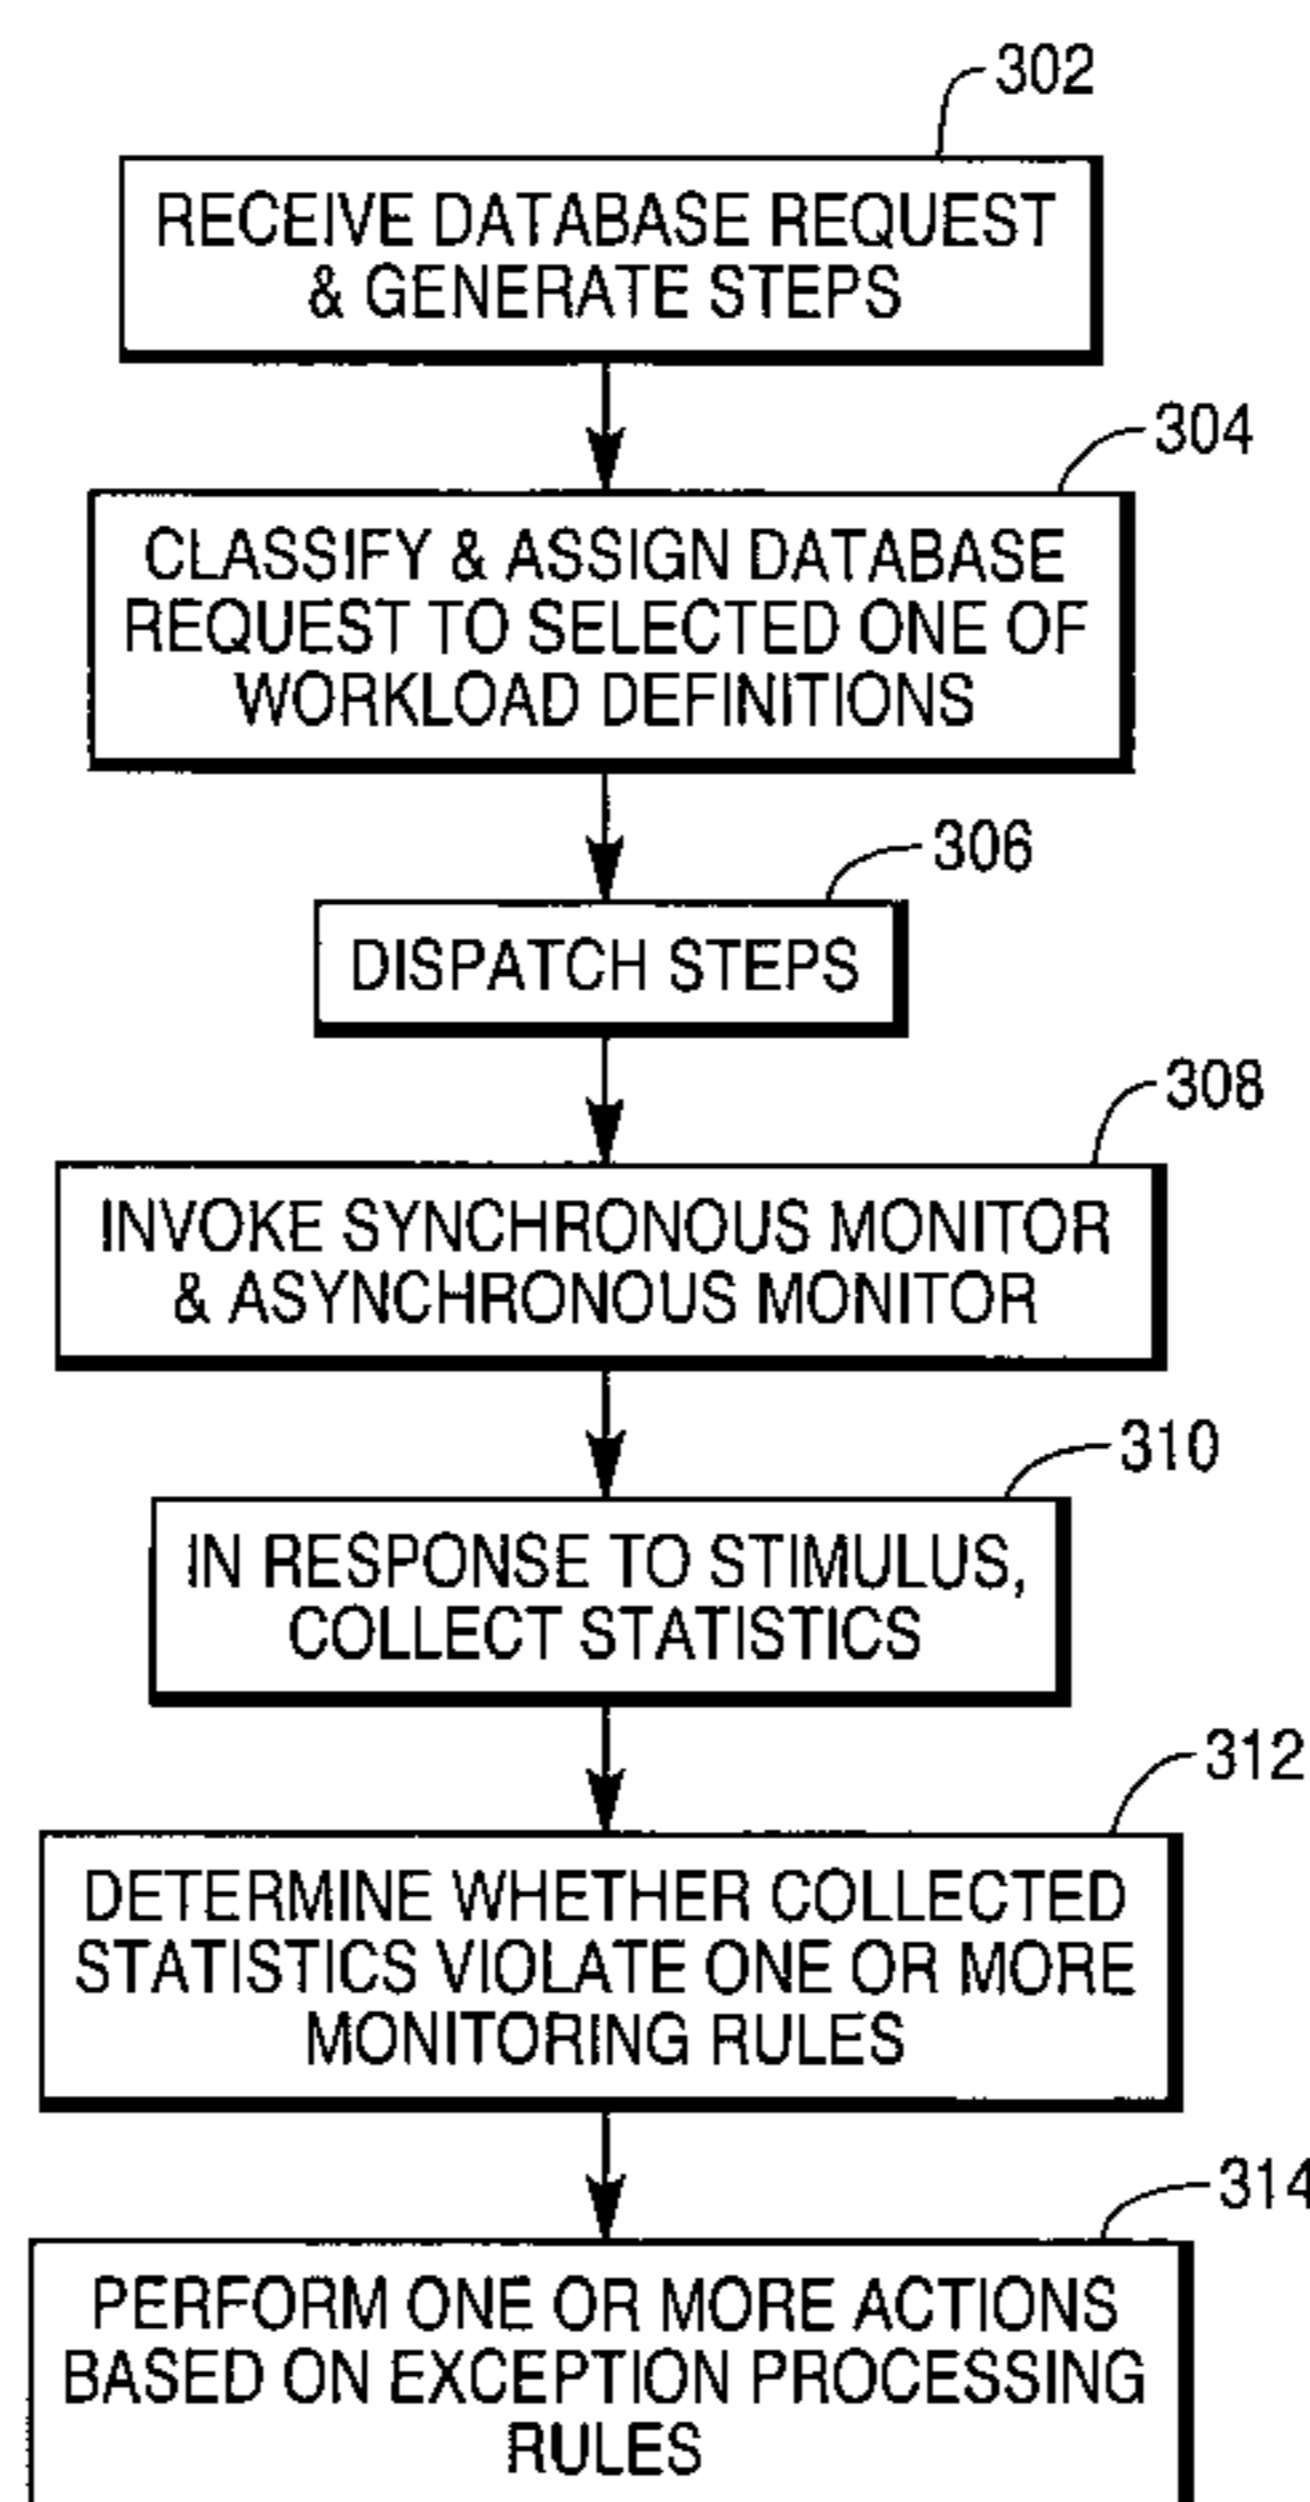 302
RECEIVE DATABASE REQUEST
& GENERATE STEPS
304
CLASSIFY & ASSIGN DATABASE
REQUEST TO SELECTED ONE OF
WORKLOAD DEFINITIONS
306
DISPATCH STEPS
308
INVOKE SYNCHRONOUS MONITOR
& ASYNCHRONOUS MONITOR
310
IN RESPONSE TO STIMULUS,
COLLECT STATISTICS
312
DETERMINE WHETHER COLLECTED
STATISTICS VIOLATE ONE OR MORE
MONITORING RULES
314
PERFORM ONE OR MORE ACTIONS
BASED ON EXCEPTION PROCESSING
RULES